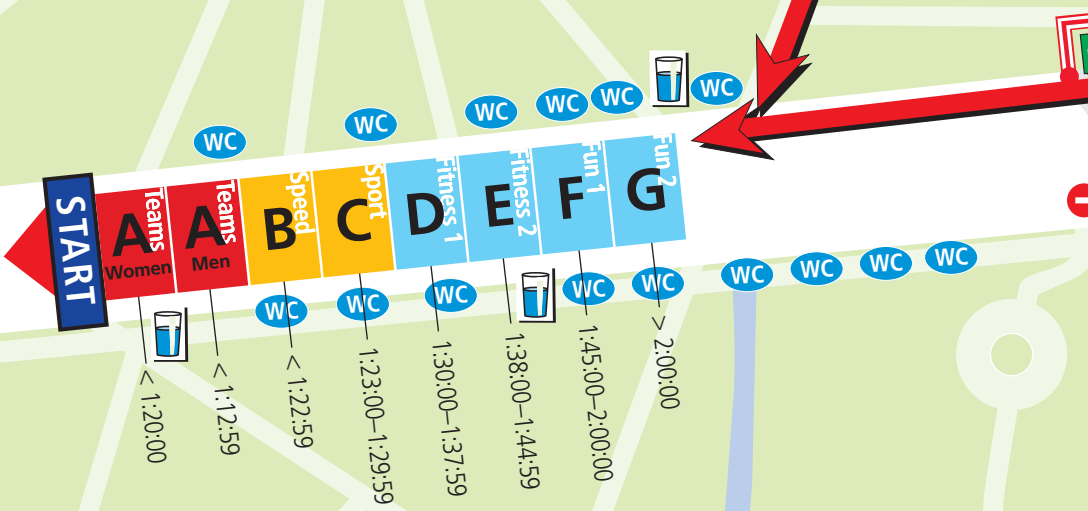 WC
WC
WC
WC
WC
WC
START
Teams
A
Women
Teams
A
Men
Speed
B
Sport
C
Fitness 1
D
Fitness 2
E
Fun 1
F
Fun 2
G
WC
WC
WC
WC
WC
WC
WC
WC
WC
< 1:20:00
< 1:12:59
< 1:22:59
1:23:00–1:29:59
1:30:00–1:37:59
1:38:00–1:44:59
1:45:00–2:00:00
> 2:00:00